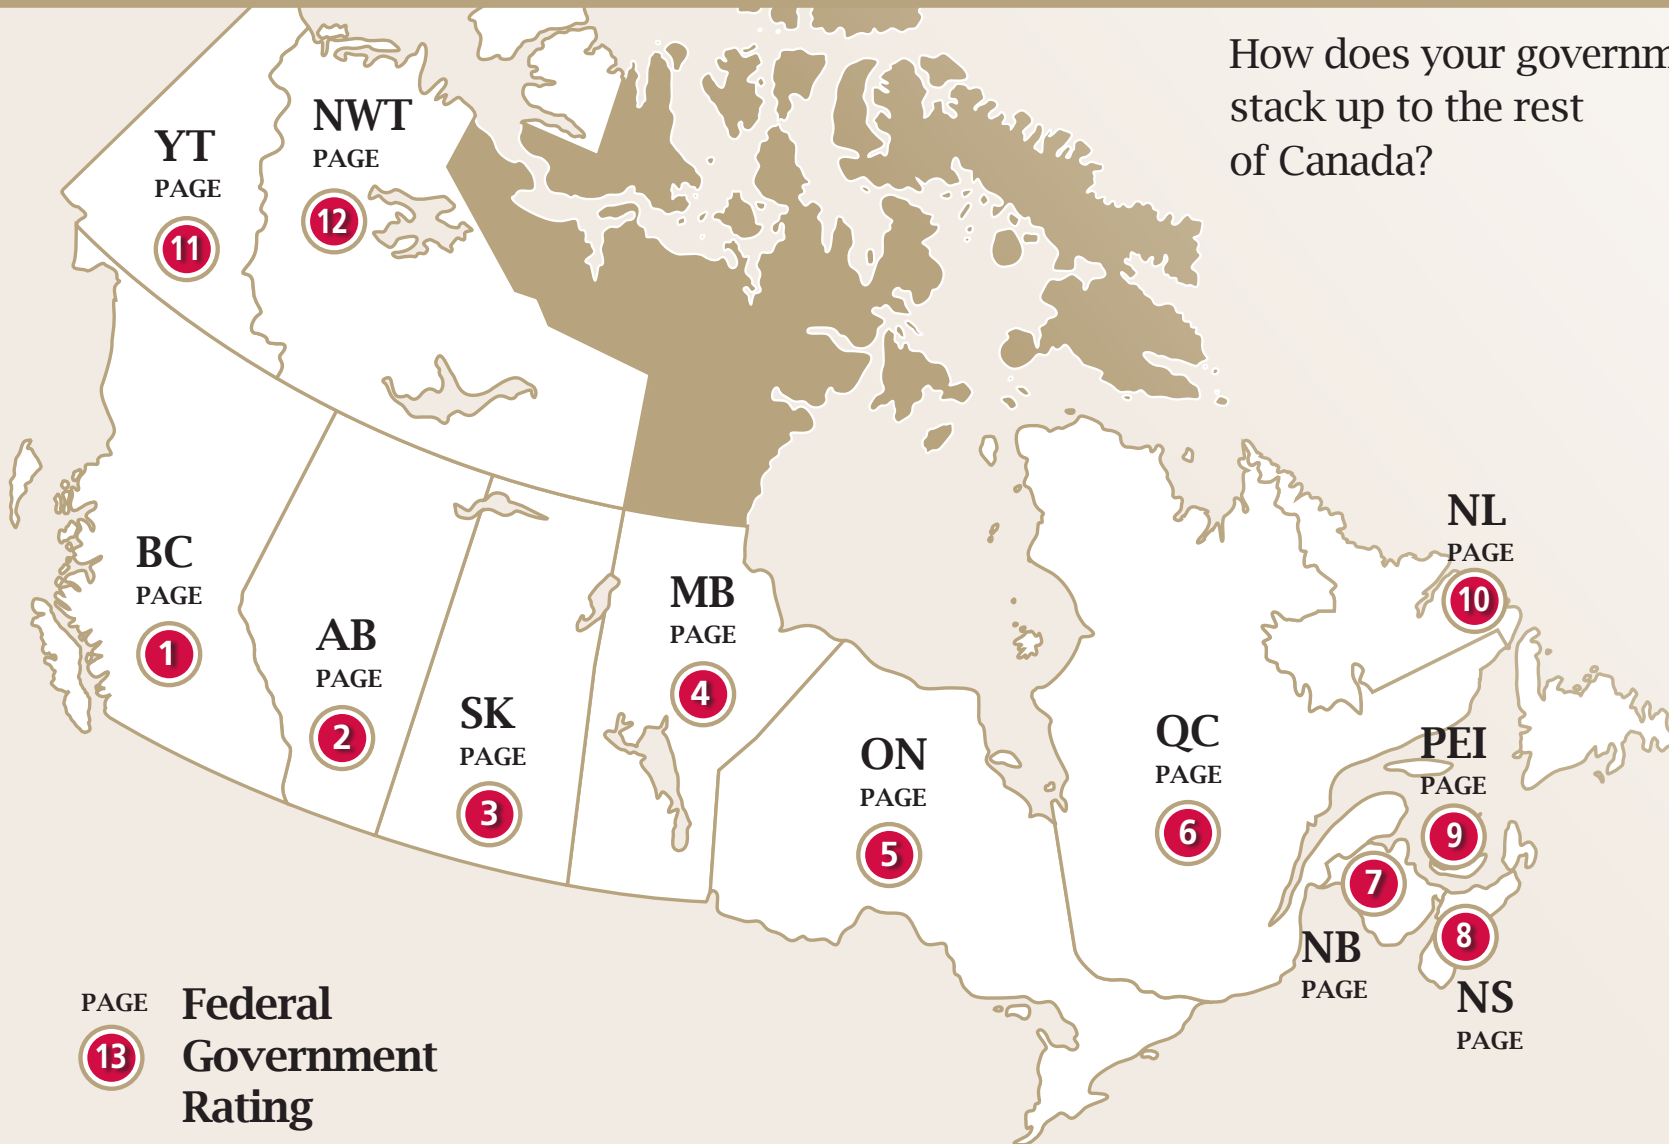 How does your governm
stack up to the rest
of Canada?
YT
PAGE
11
NWT
PAGE
12
BC
PAGE
1
AB
PAGE
2
SK
PAGE
3
MB
PAGE
4
ON
PAGE
5
QC
PAGE
6
NL
PAGE
10
PEI
PAGE
9
7
NB
PAGE
8
NS
PAGE
PAGE
13
Federal
Government
Rating